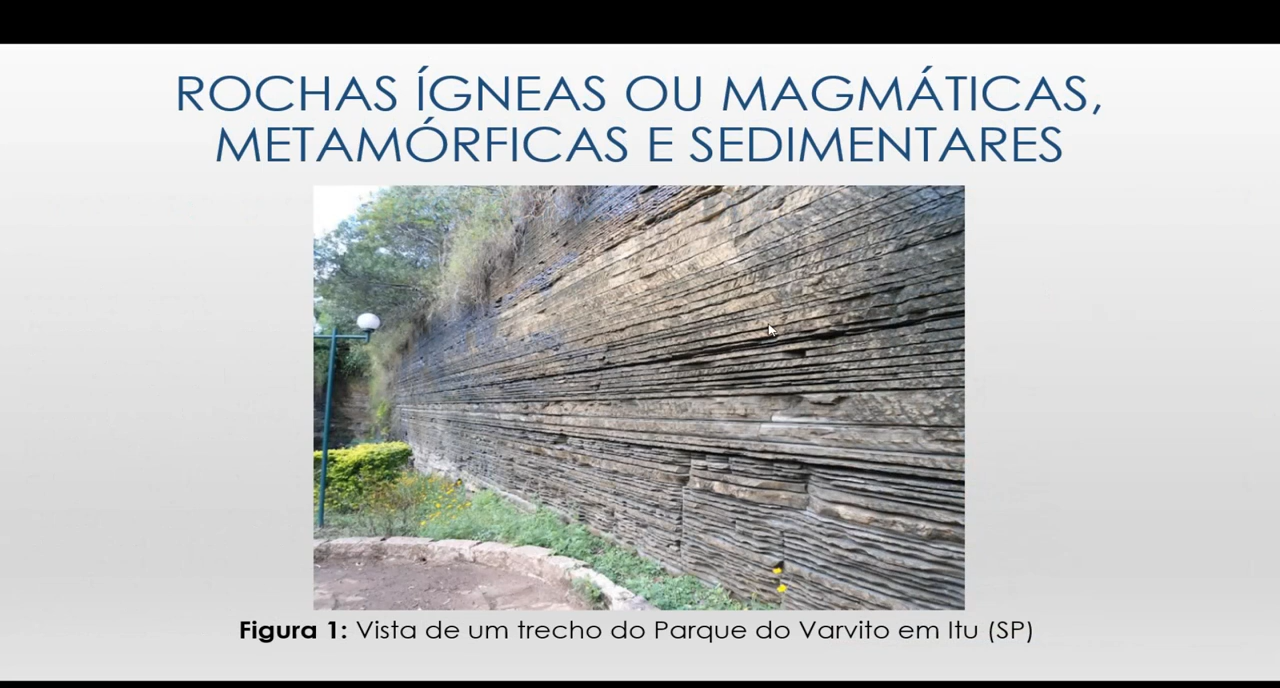 ROCHAS ÍGNEAS OU MAGMÁTICAS,
METAMÓRFICAS E SEDIMENTARES
Figura 1: Vista de um trecho do Parque do Varvito em Itu (SP)